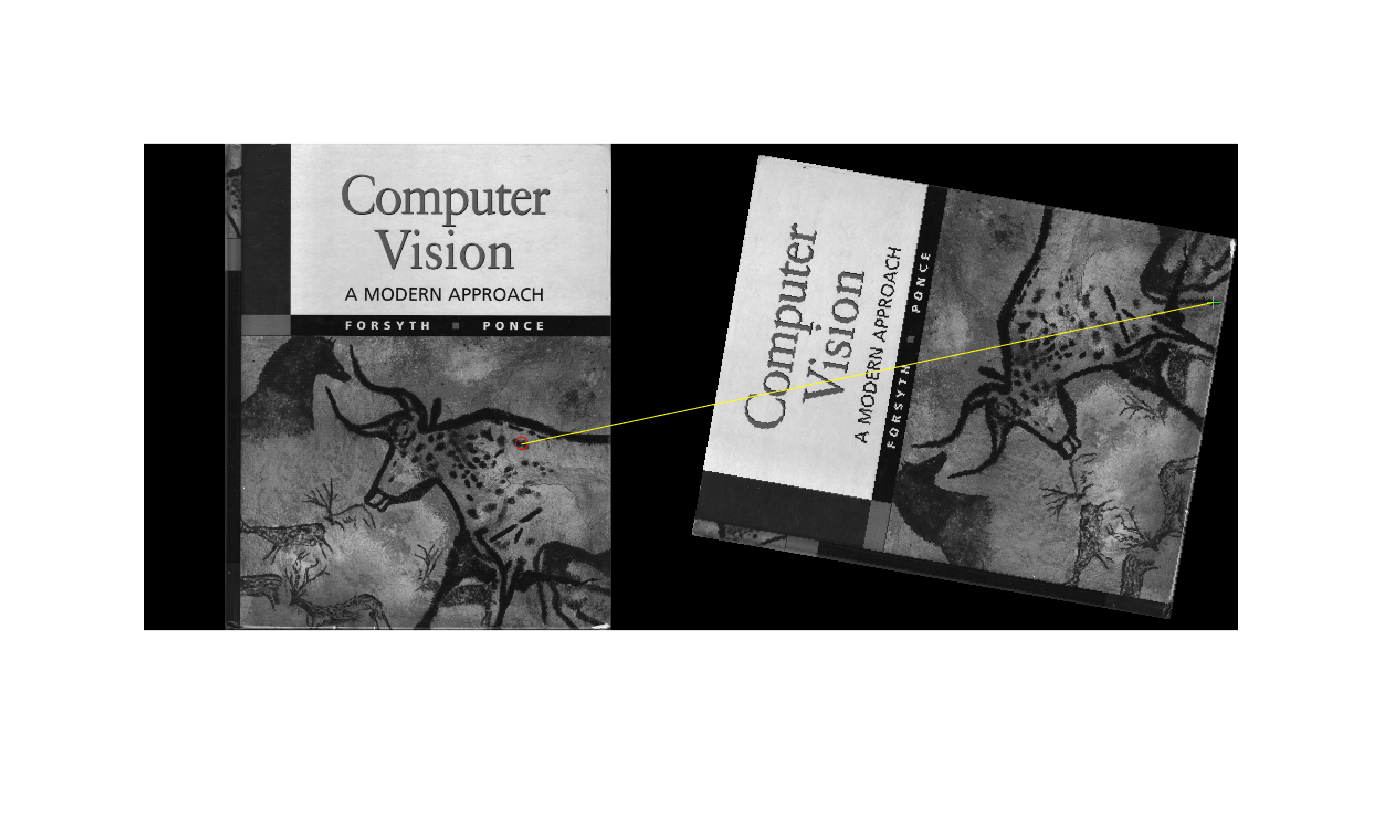 Computer
Vision
A MODERN APPROACH
FORSYTH ■ PONCE
Computer
Vision
A MODERN APPROACH
FORSYTH ■ PONCE